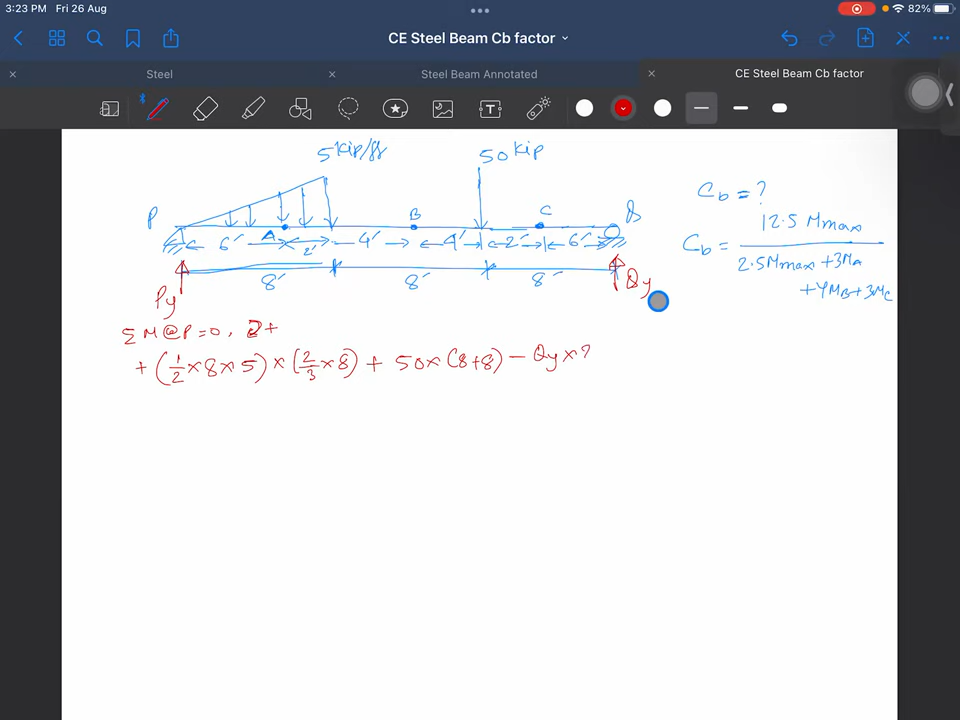 3:23 PM Fri 26 Aug
82%
CE Steel Beam Cb factor
Steel
Steel Beam Annotated
CE Steel Beam Cb factor
5 kip/ft
50 kip
P
A
B
C
6'
2'
4'
4'
2'
6'
8'
8'
8'
Py
Qy
Cb = ?
Cb = 12.5 Mmax
2.5 Mmax + 3MA
+ 4MB + 3MC
Σ M @ P = 0,
+ (1/2 × 8 × 5) × (2/3 × 8) + 50 × (8+8) − Qy ×